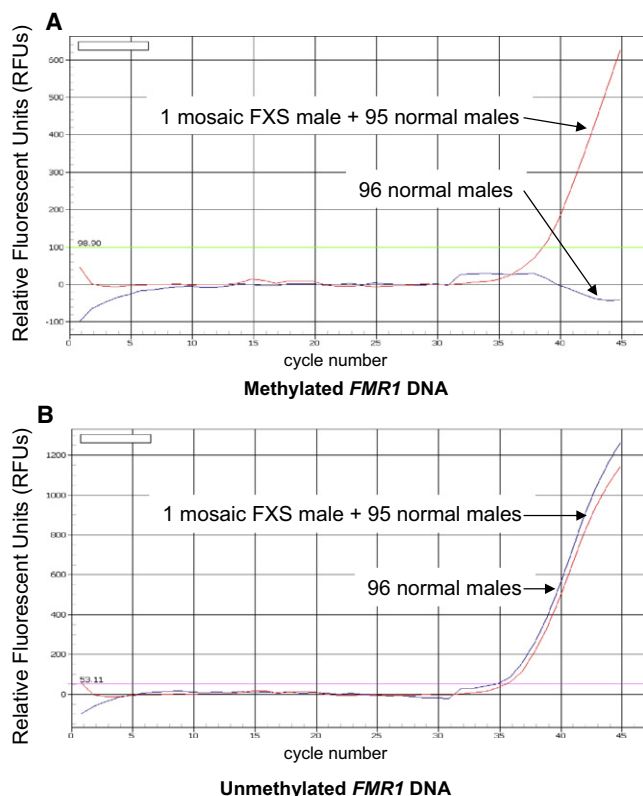 A
Relative Fluorescent Units (RFUs)
600
500
400
300
200
100
0
-100
98.90
1 mosaic FXS male + 95 normal males
96 normal males
0 5 10 15 20 25 30 35 40 45
cycle number
Methylated FMR1 DNA
B
Relative Fluorescent Units (RFUs)
1200
1000
800
600
400
200
0
53.11
1 mosaic FXS male + 95 normal males
96 normal males
0 5 10 15 20 25 30 35 40 45
cycle number
Unmethylated FMR1 DNA